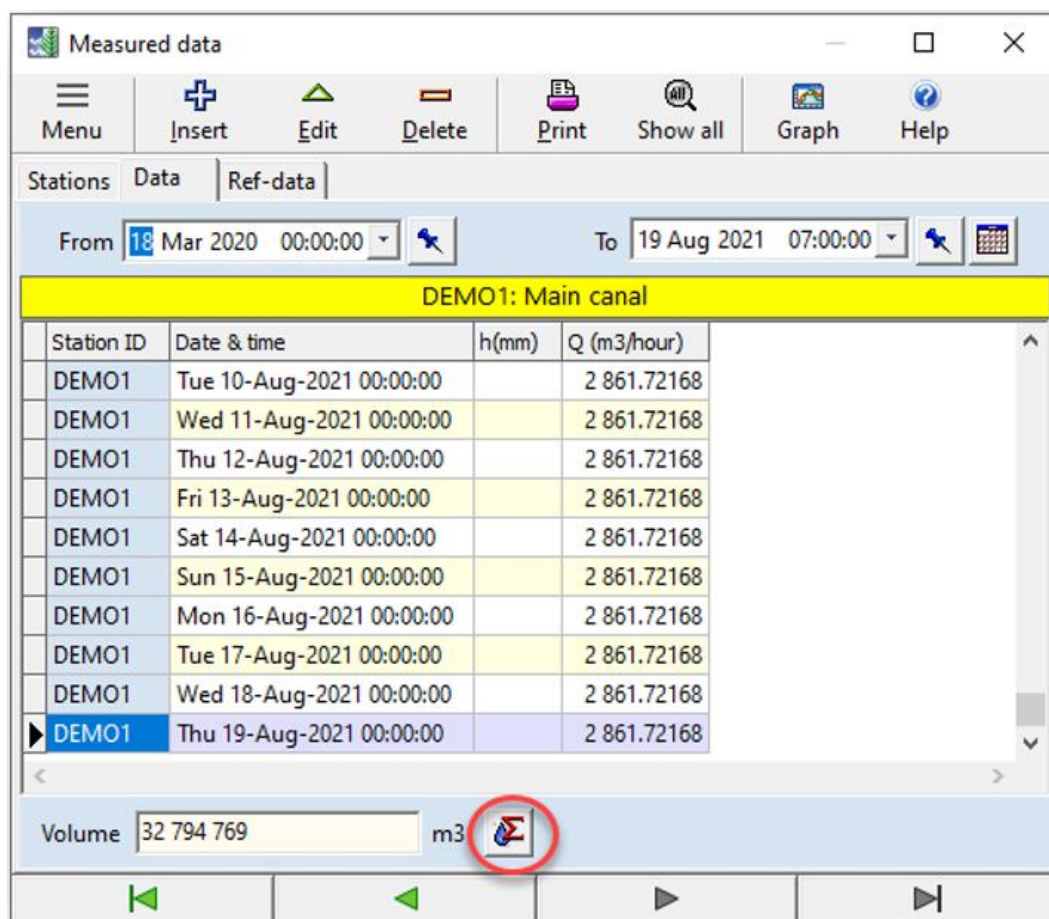 Measured data
Menu Insert Edit Delete Print Show all Graph Help
Stations Data Ref-data
From 18 Mar 2020 00:00:00 To 19 Aug 2021 07:00:00
DEMO1: Main canal
Station ID Date & time h(mm) Q (m3/hour)
DEMO1 Tue 10-Aug-2021 00:00:00 2 861.72168
DEMO1 Wed 11-Aug-2021 00:00:00 2 861.72168
DEMO1 Thu 12-Aug-2021 00:00:00 2 861.72168
DEMO1 Fri 13-Aug-2021 00:00:00 2 861.72168
DEMO1 Sat 14-Aug-2021 00:00:00 2 861.72168
DEMO1 Sun 15-Aug-2021 00:00:00 2 861.72168
DEMO1 Mon 16-Aug-2021 00:00:00 2 861.72168
DEMO1 Tue 17-Aug-2021 00:00:00 2 861.72168
DEMO1 Wed 18-Aug-2021 00:00:00 2 861.72168
DEMO1 Thu 19-Aug-2021 00:00:00 2 861.72168
Volume 32 794 769 m3 Σ